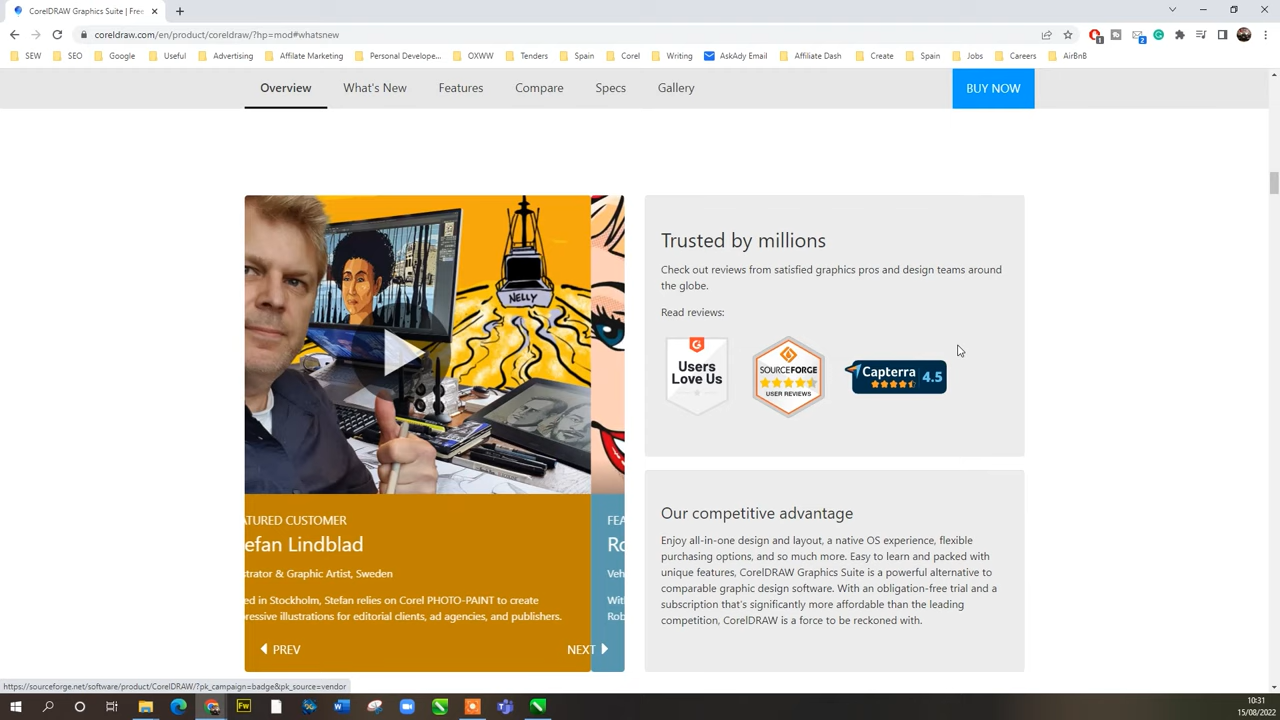 CorelDRAW Graphics Suite | Free
coreldraw.com/en/product/coreldraw/?hp=mod#whatsnew
1
2
SEW
SEO
Google
Useful
Advertising
Affilate Marketing
Personal Develope...
OXWW
Tenders
Spain
Corel
Writing
AskAdy Email
Affiliate Dash
Create
Spain
Jobs
Careers
AirBnB
Overview
What's New
Features
Compare
Specs
Gallery
BUY NOW
NELLY
ATURED CUSTOMER
efan Lindblad
strator & Graphic Artist, Sweden
ed in Stockholm, Stefan relies on Corel PHOTO-PAINT to create
ressive illustrations for editorial clients, ad agencies, and publishers.
PREV
NEXT
FEA
Ro
Veh
With
Rob
Trusted by millions
Check out reviews from satisfied graphics pros and design teams around
the globe.
Read reviews:
G
Users
Love Us
SOURCEFORGE
USER REVIEWS
Capterra
4.5
Our competitive advantage
Enjoy all-in-one design and layout, a native OS experience, flexible
purchasing options, and so much more. Easy to learn and packed with
unique features, CorelDRAW Graphics Suite is a powerful alternative to
comparable graphic design software. With an obligation-free trial and a
subscription that's significantly more affordable than the leading
competition, CorelDRAW is a force to be reckoned with.
https://sourceforge.net/software/product/CorelDRAW/?pk_campaign=badge&pk_source=vendor
Fw
10:31
15/08/2022